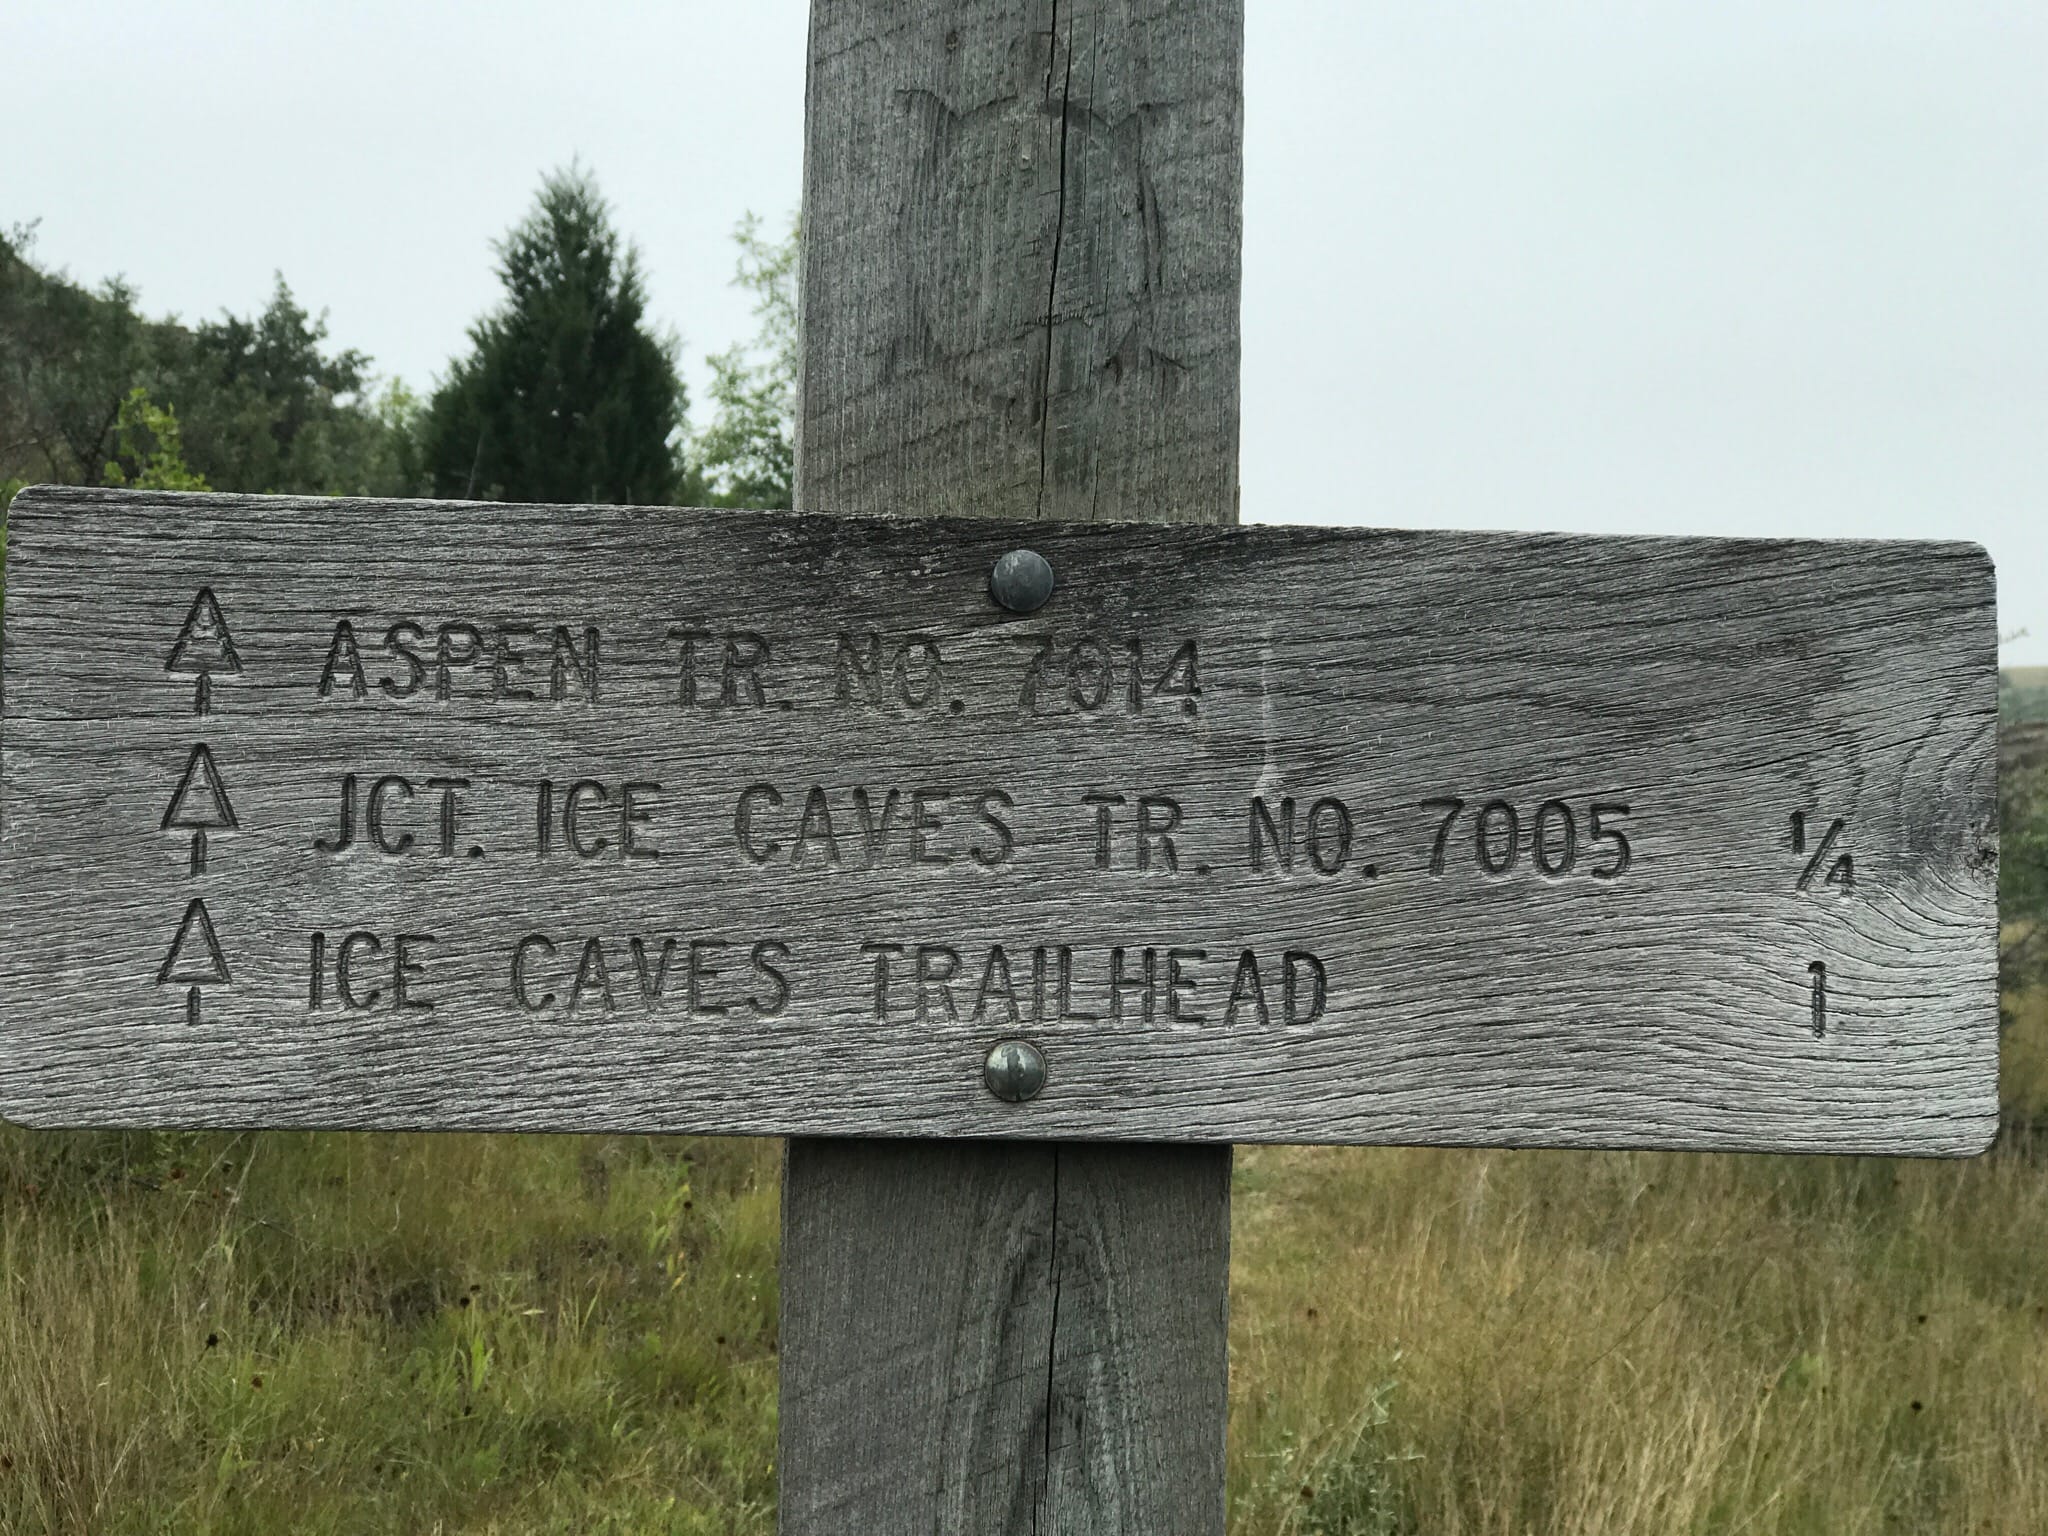 ASPEN TR. NO. 7014
JCT. ICE CAVES TR. NO. 7005 1/4
ICE CAVES TRAILHEAD 1